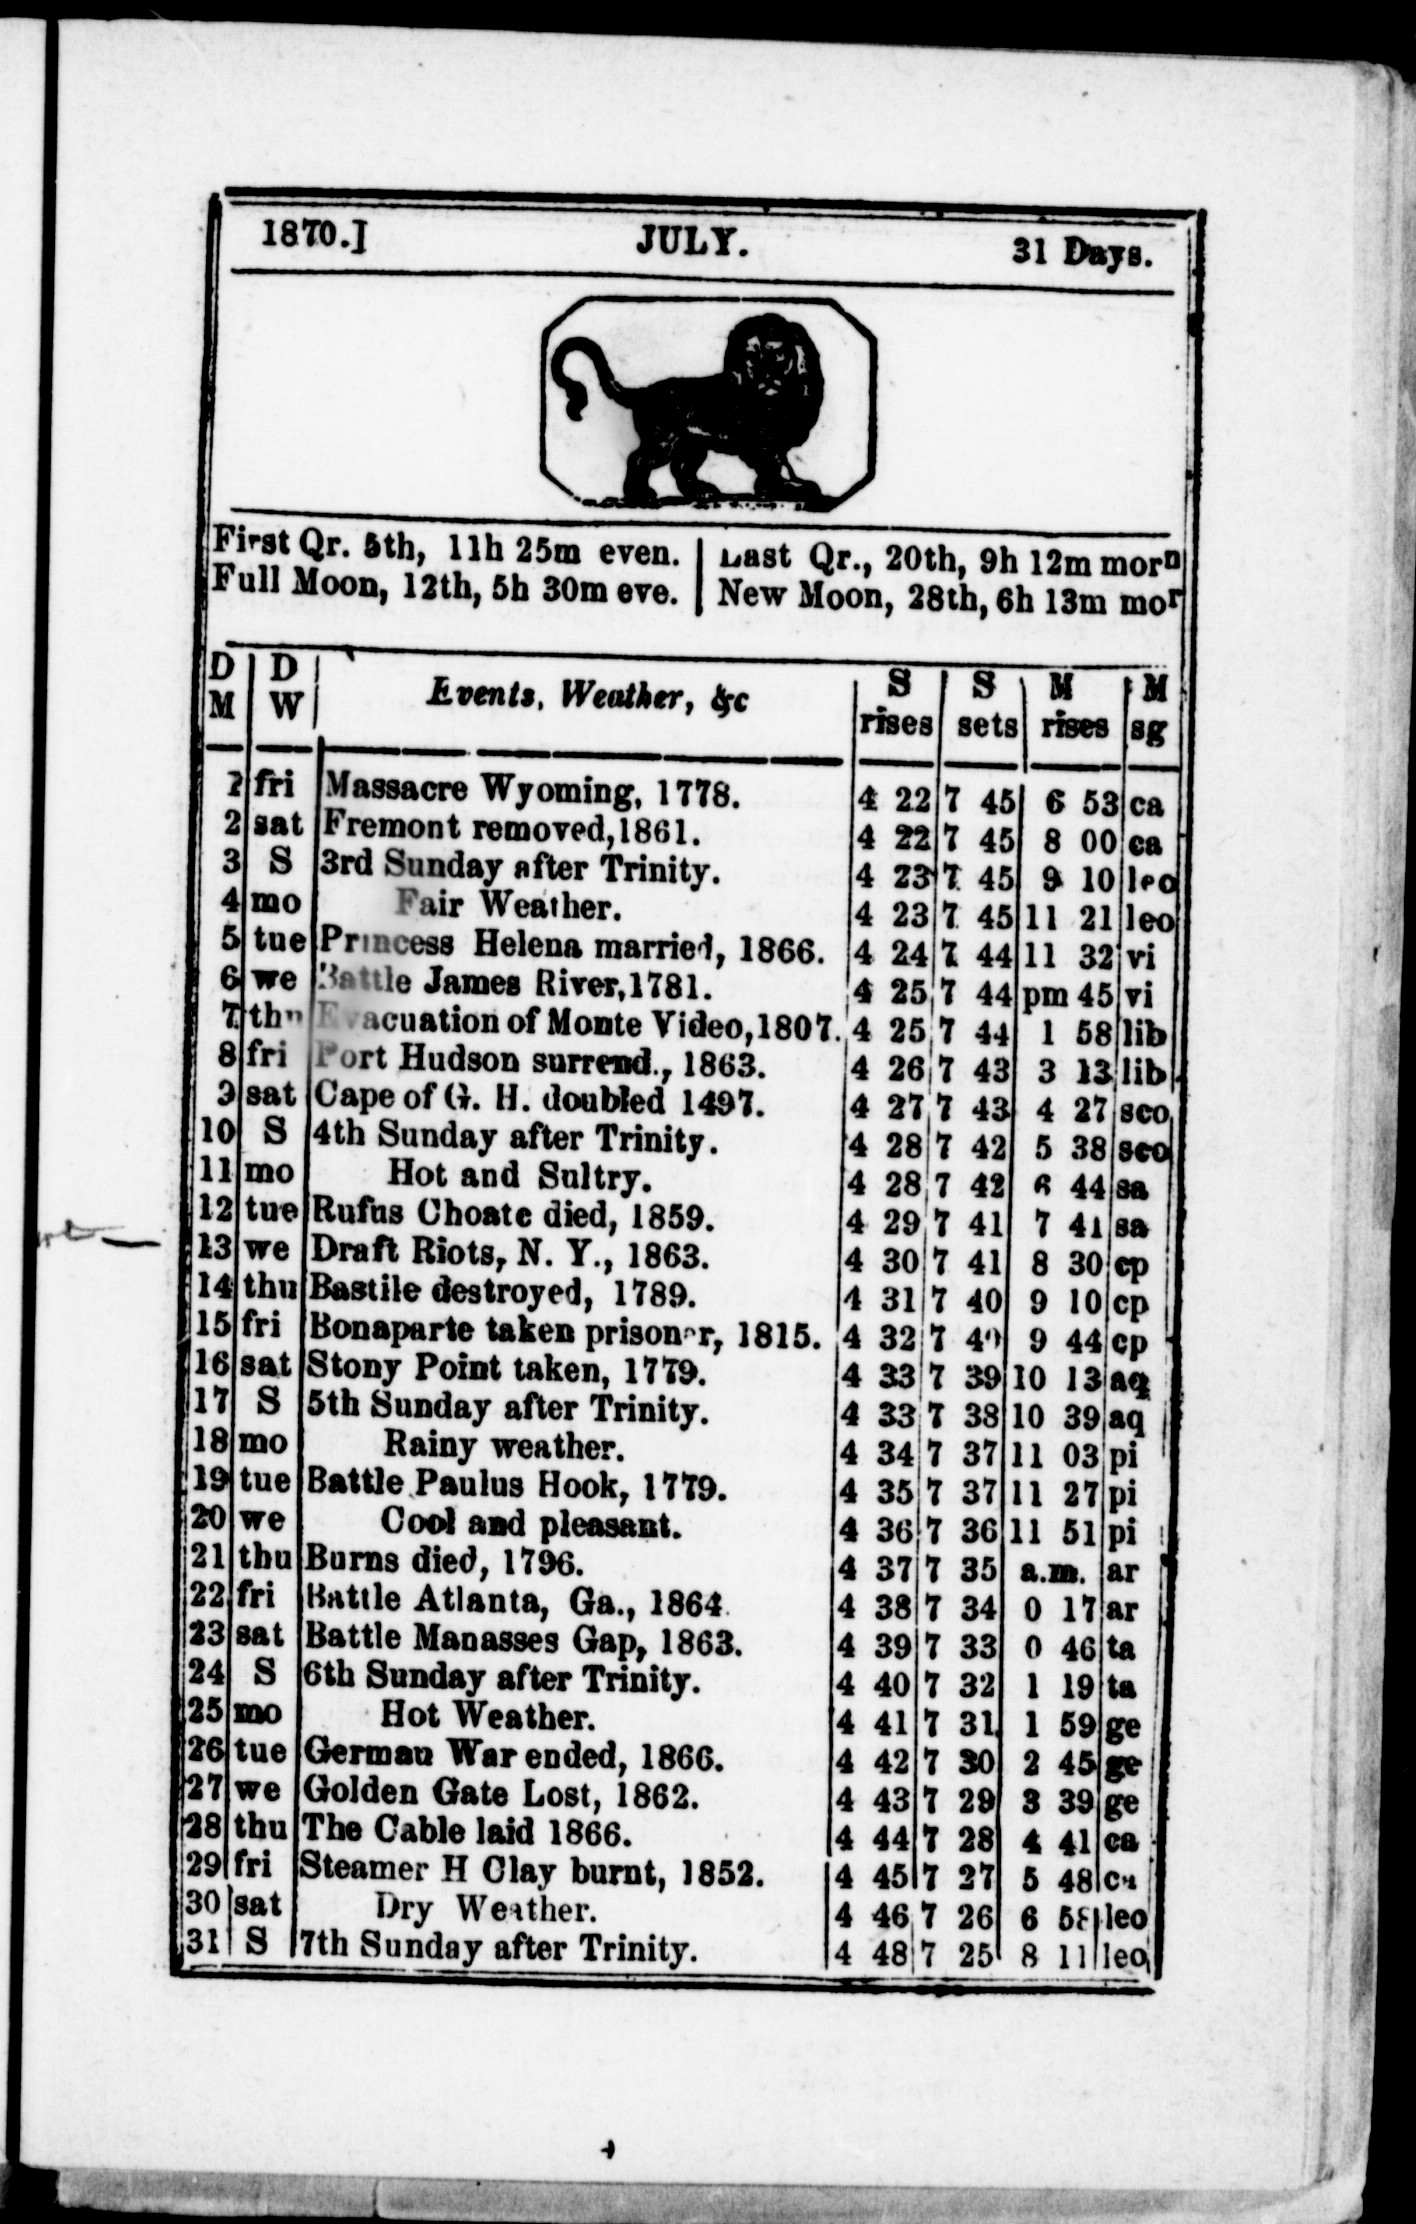 1870.] JULY. 31 Days.
First Qr. 5th, 11h 25m even. | Last Qr., 20th, 9h 12m morn
Full Moon, 12th, 5h 30m eve. | New Moon, 28th, 6h 13m mor
D M | D W | Events, Weather, &c | S rises | S sets | M rises | M sg
1 fri Massacre Wyoming, 1778. 4 22 7 45 6 53 ca
2 sat Fremont removed, 1861. 4 22 7 45 8 00 ca
3 S 3rd Sunday after Trinity. 4 23 7 45 9 10 leo
4 mo Fair Weather. 4 23 7 45 11 21 leo
5 tue Princess Helena married, 1866. 4 24 7 44 11 32 vi
6 we Battle James River, 1781. 4 25 7 44 pm 45 vi
7 thu Evacuation of Monte Video, 1807. 4 25 7 44 1 58 lib
8 fri Port Hudson surrend., 1863. 4 26 7 43 3 13 lib
9 sat Cape of G. H. doubled 1497. 4 27 7 43 4 27 sco
10 S 4th Sunday after Trinity. 4 28 7 42 5 38 sco
11 mo Hot and Sultry. 4 28 7 42 6 44 sa
12 tue Rufus Choate died, 1859. 4 29 7 41 7 41 sa
13 we Draft Riots, N. Y., 1863. 4 30 7 41 8 30 cp
14 thu Bastile destroyed, 1789. 4 31 7 40 9 10 cp
15 fri Bonaparte taken prisoner, 1815. 4 32 7 40 9 44 cp
16 sat Stony Point taken, 1779. 4 33 7 39 10 13 aq
17 S 5th Sunday after Trinity. 4 33 7 38 10 39 aq
18 mo Rainy weather. 4 34 7 37 11 03 pi
19 tue Battle Paulus Hook, 1779. 4 35 7 37 11 27 pi
20 we Cool and pleasant. 4 36 7 36 11 51 pi
21 thu Burns died, 1796. 4 37 7 35 a.m. ar
22 fri Battle Atlanta, Ga., 1864. 4 38 7 34 0 17 ar
23 sat Battle Manasses Gap, 1863. 4 39 7 33 0 46 ta
24 S 6th Sunday after Trinity. 4 40 7 32 1 19 ta
25 mo Hot Weather. 4 41 7 31 1 59 ge
26 tue German War ended, 1866. 4 42 7 30 2 45 ge
27 we Golden Gate Lost, 1862. 4 43 7 29 3 39 ge
28 thu The Cable laid 1866. 4 44 7 28 4 41 ca
29 fri Steamer H Clay burnt, 1852. 4 45 7 27 5 48 ca
30 sat Dry Weather. 4 46 7 26 6 58 leo
31 S 7th Sunday after Trinity. 4 48 7 25 8 11 leo